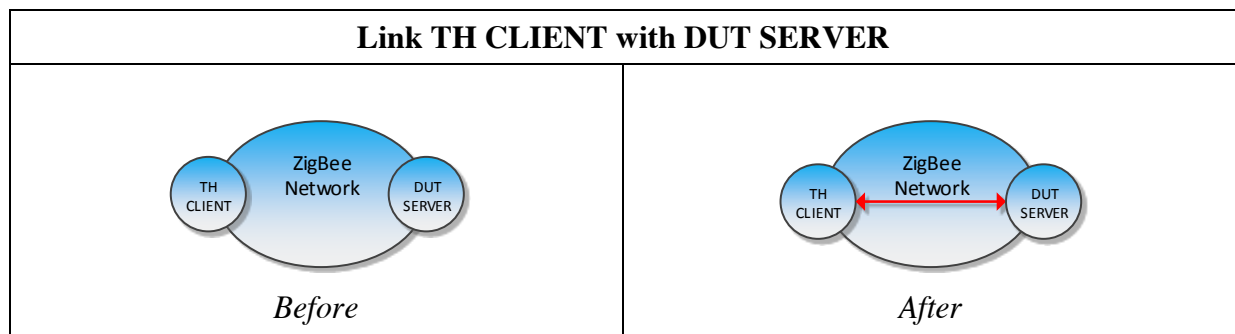 Link TH CLIENT with DUT SERVER
ZigBee
Network
TH
CLIENT
DUT
SERVER
Before
ZigBee
Network
TH
CLIENT
DUT
SERVER
After